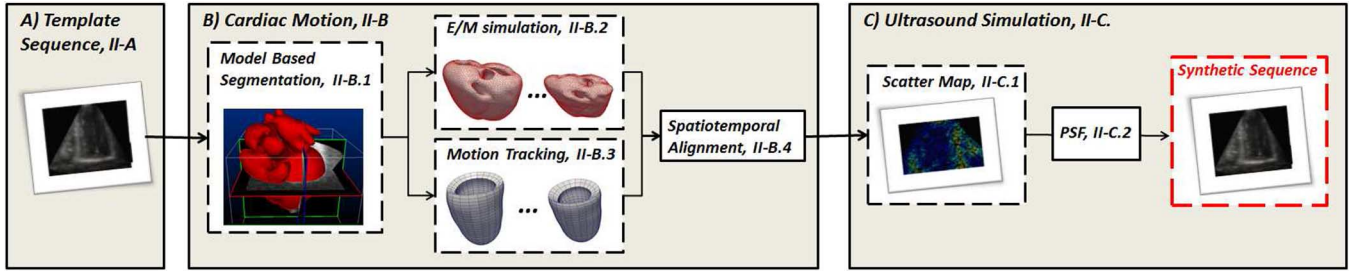 A) Template
Sequence, II-A
B) Cardiac Motion, II-B
Model Based
Segmentation, II-B.1
E/M simulation, II-B.2
...
Motion Tracking, II-B.3
...
Spatiotemporal
Alignment, II-B.4
C) Ultrasound Simulation, II-C.
Scatter Map, II-C.1
PSF, II-C.2
Synthetic Sequence